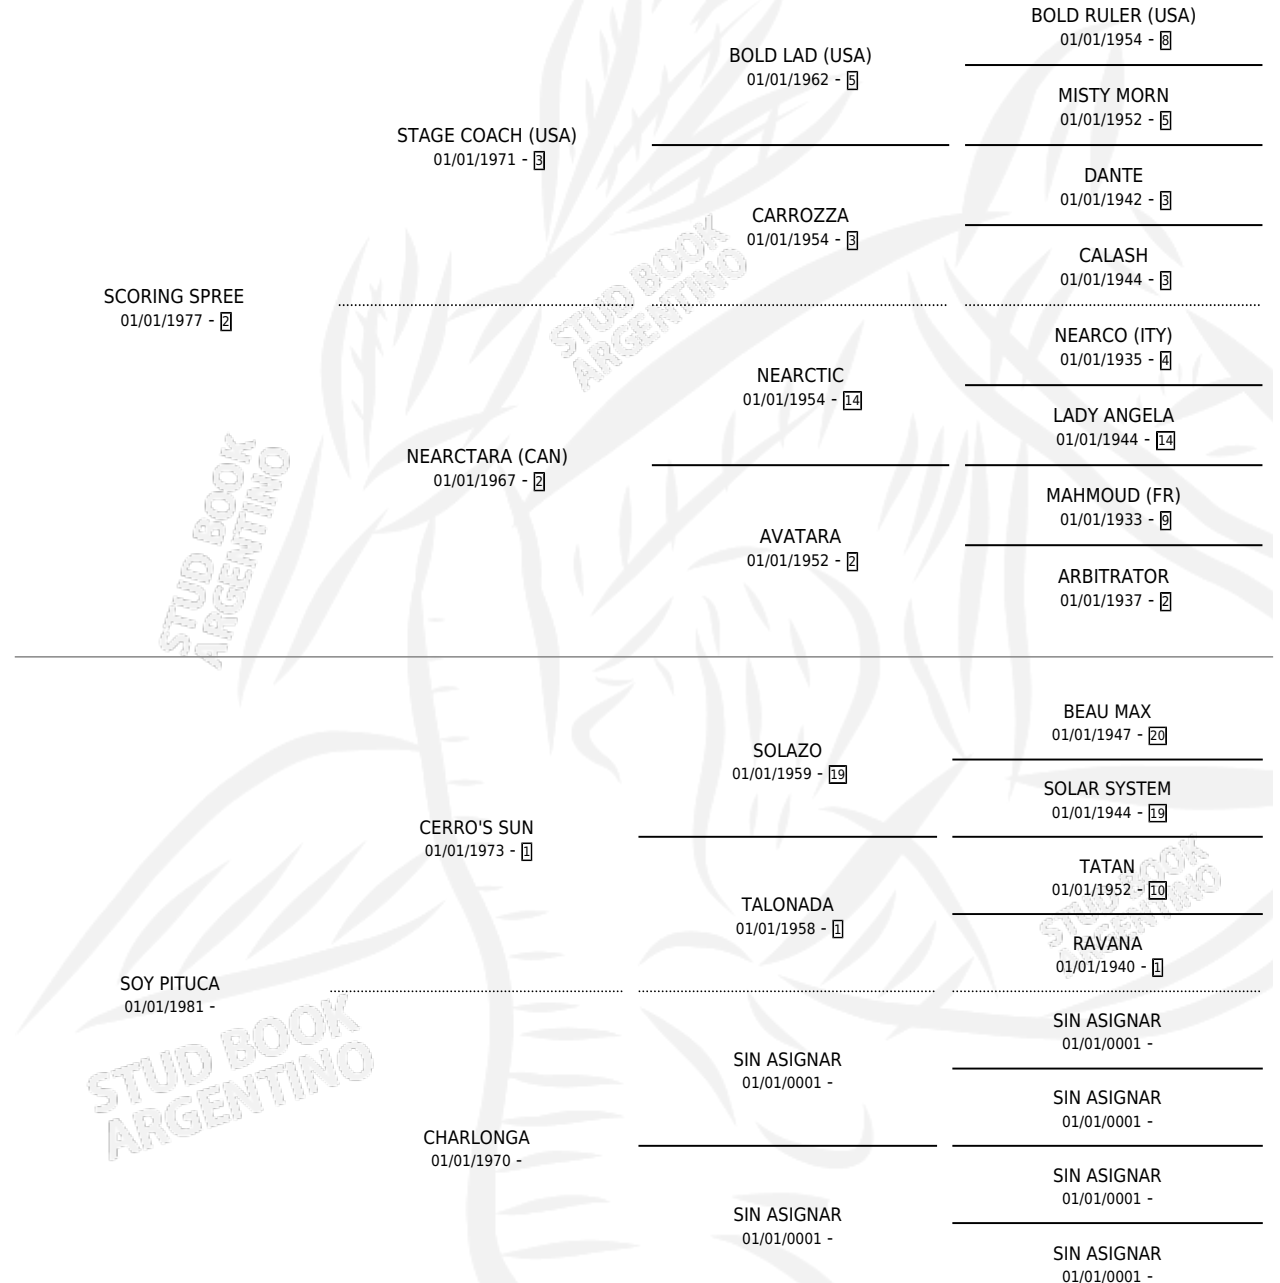 BOLD RULER (USA)
01/01/1954 - 8
BOLD LAD (USA)
01/01/1962 - 5
MISTY MORN
01/01/1952 - 5
STAGE COACH (USA)
01/01/1971 - 3
DANTE
01/01/1942 - 3
CARROZZA
01/01/1954 - 3
CALASH
01/01/1944 - 3
SCORING SPREE
01/01/1977 - 2
NEARCO (ITY)
01/01/1935 - 4
NEARCTIC
01/01/1954 - 14
LADY ANGELA
01/01/1944 - 14
NEARCTARA (CAN)
01/01/1967 - 2
MAHMOUD (FR)
01/01/1933 - 9
AVATARA
01/01/1952 - 2
ARBITRATOR
01/01/1937 - 2
BEAU MAX
01/01/1947 - 20
SOLAZO
01/01/1959 - 19
SOLAR SYSTEM
01/01/1944 - 19
CERRO'S SUN
01/01/1973 - 1
TATAN
01/01/1952 - 10
TALONADA
01/01/1958 - 1
RAVANA
01/01/1940 - 1
SOY PITUCA
01/01/1981 -
SIN ASIGNAR
01/01/0001 -
SIN ASIGNAR
01/01/0001 -
SIN ASIGNAR
01/01/0001 -
CHARLONGA
01/01/1970 -
SIN ASIGNAR
01/01/0001 -
SIN ASIGNAR
01/01/0001 -
SIN ASIGNAR
01/01/0001 -
STUD BOOK
ARGENTINO
STUD BOOK
ARGENTINO
STUD BOOK
ARGENTINO
STUD BOOK
ARGENTINO